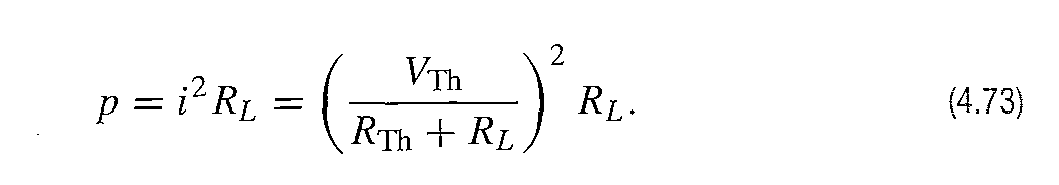 p = i²R_L = (V_Th / (R_Th + R_L))² R_L. (4.73)